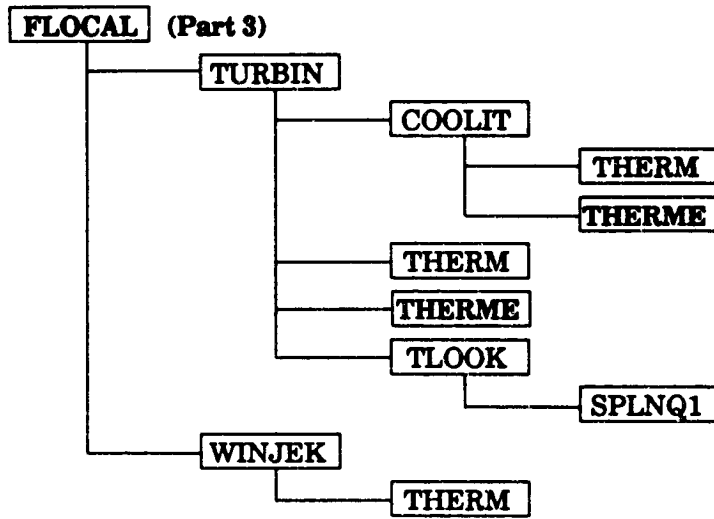 FLOCAL (Part 3)
TURBIN
COOLIT
THERM
THERME
THERM
THERME
TLOOK
SPLNQ1
WINJEK
THERM